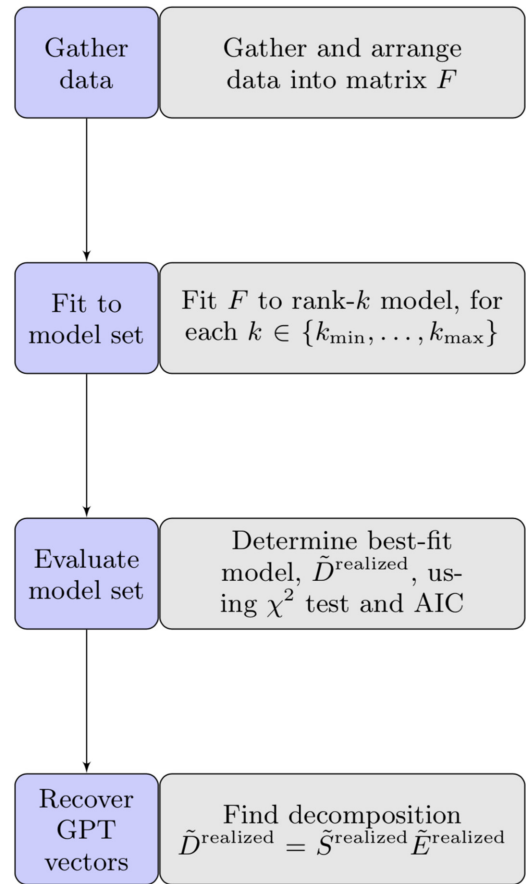 Gather
data
Gather and arrange
data into matrix F
Fit to
model set
Fit F to rank-k model, for
each k ∈ {k_min, . . . , k_max}
Evaluate
model set
Determine best-fit
model, D̃^realized, us-
ing χ² test and AIC
Recover
GPT
vectors
Find decomposition
D̃^realized = S̃^realized Ẽ^realized